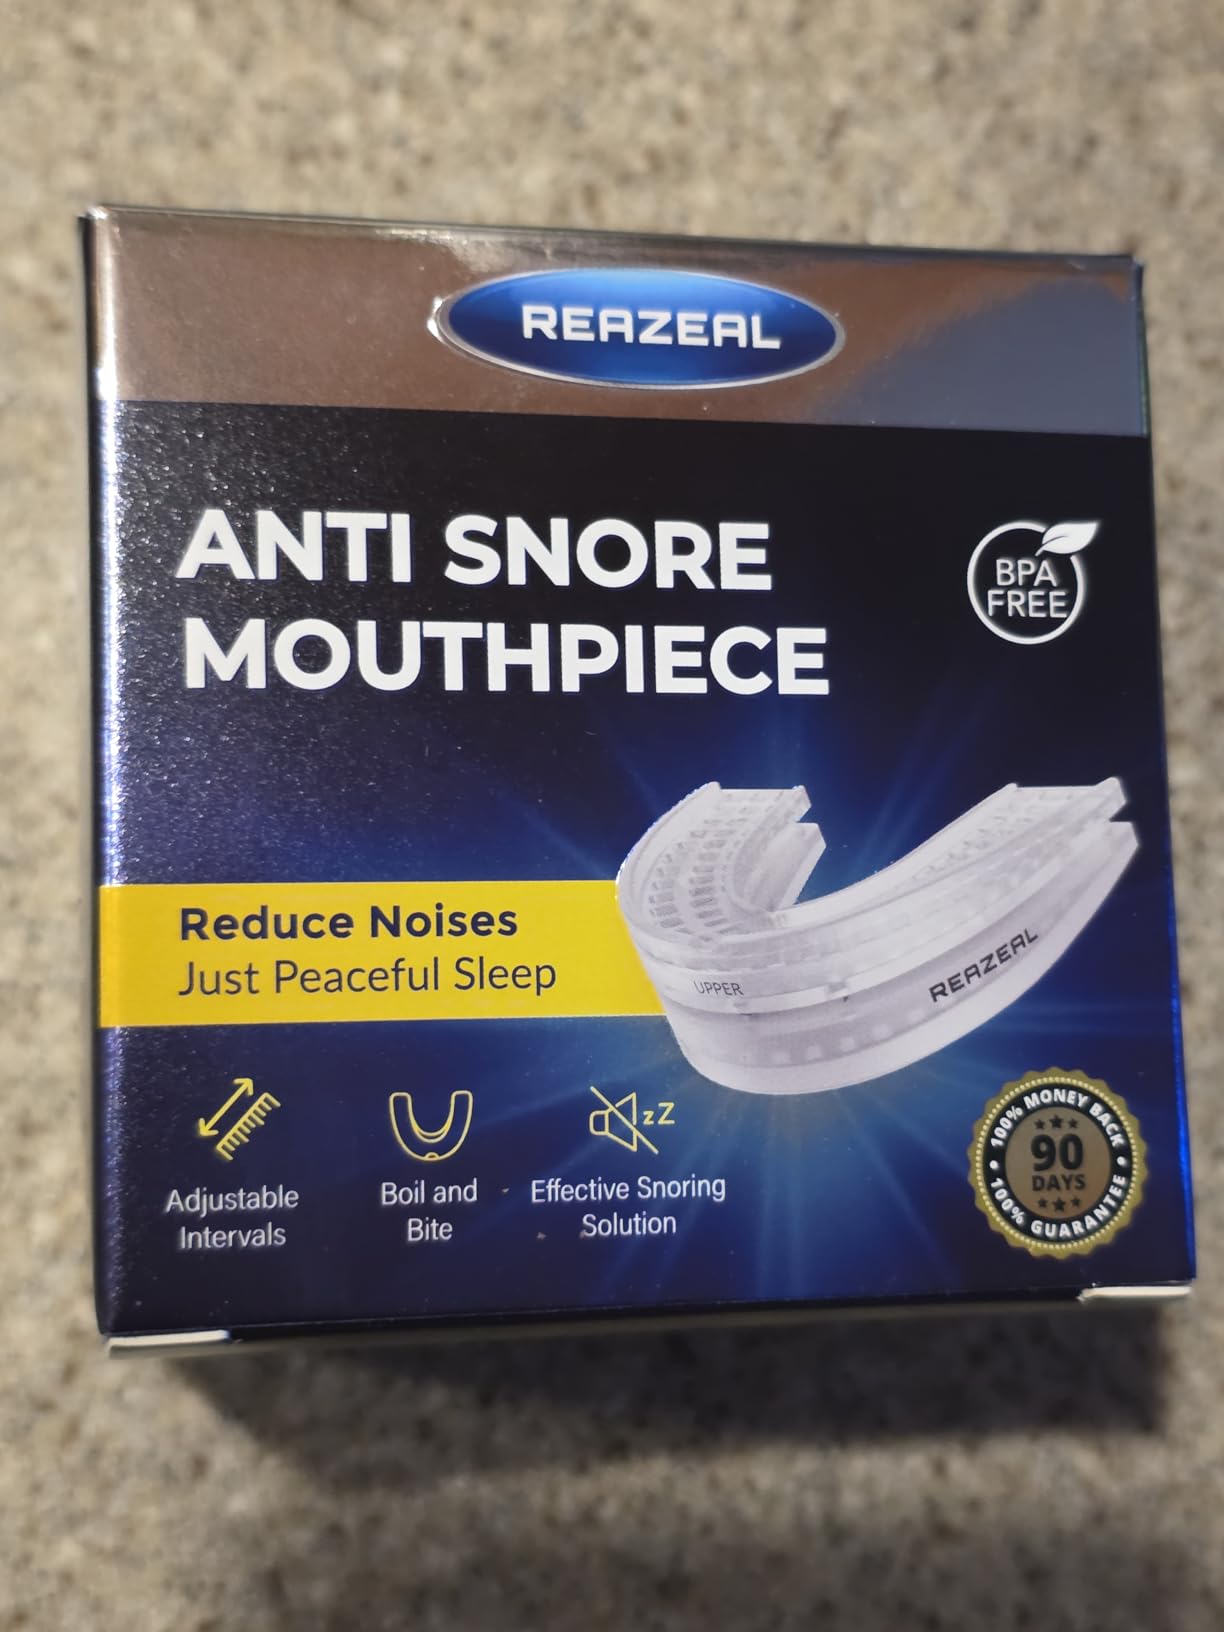 REAZEAL
ANTI SNORE
MOUTHPIECE
BPA
FREE
Reduce Noises
Just Peaceful Sleep
UPPER
REAZEAL
Adjustable
Intervals
Boil and
Bite
zZ
Effective Snoring
Solution
100% MONEY BACK
90
DAYS
100% GUARANTEE